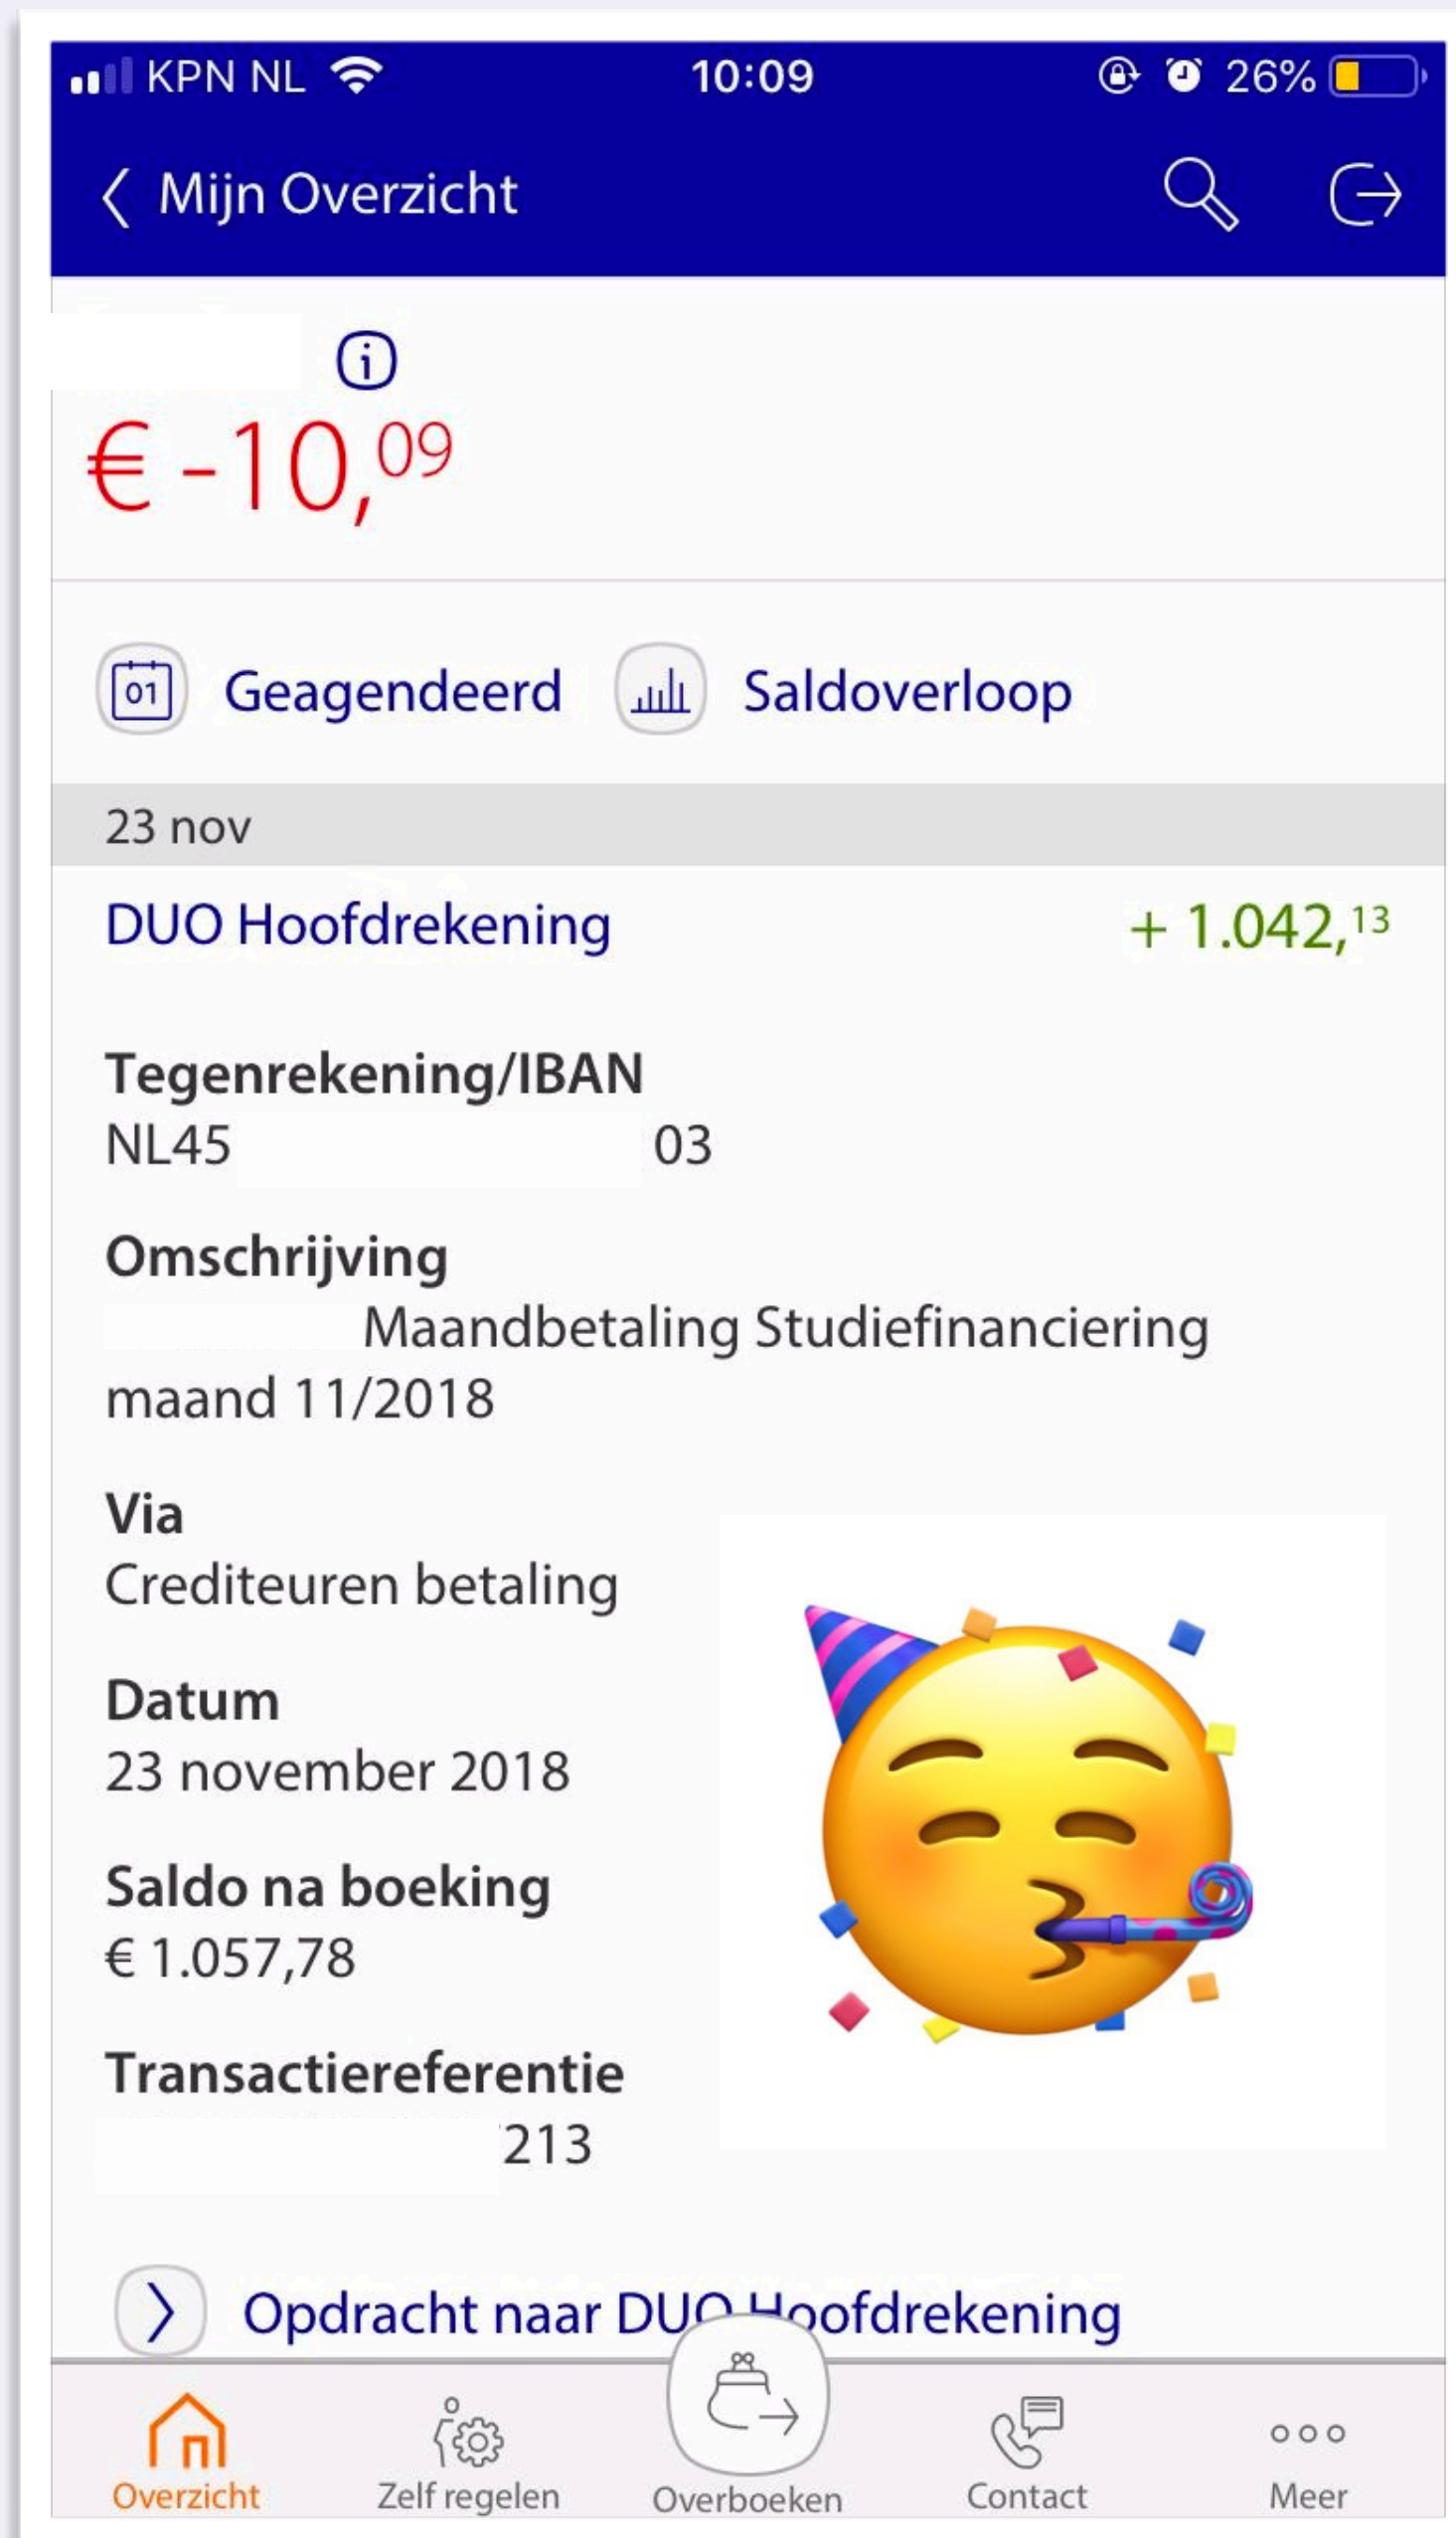 KPN NL 10:09 26%
Mijn Overzicht
€ -10,09
01 Geagendeerd Saldoverloop
23 nov
DUO Hoofdrekening + 1.042,13
Tegenrekening/IBAN
NL45 03
Omschrijving
Maandbetaling Studiefinanciering
maand 11/2018
Via
Crediteuren betaling
Datum
23 november 2018
Saldo na boeking
€ 1.057,78
Transactiereferentie
213
Opdracht naar DUO Hoofdrekening
Overzicht Zelf regelen Overboeken Contact Meer